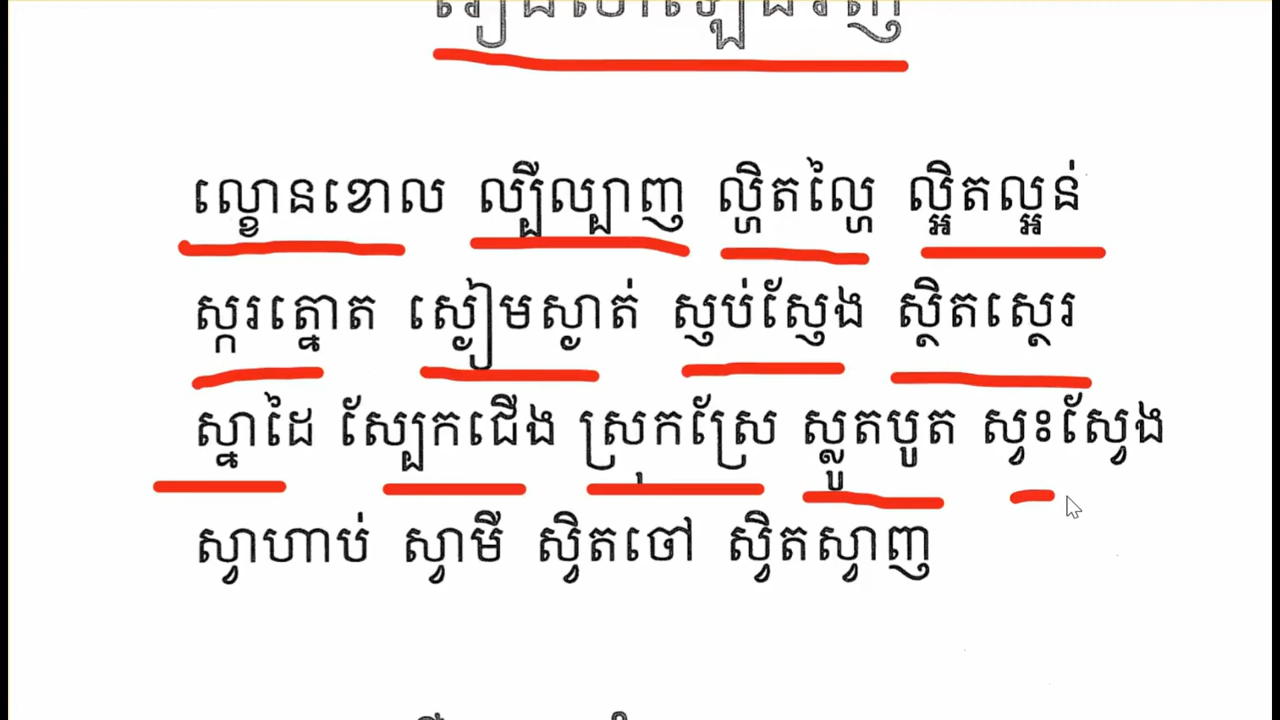 ល្ខោនខោល ល្បីល្បាញ ល្ហិតល្ហៃ ល្អិតល្អន់
ស្ករត្នោត ស្ងៀមស្ងាត់ ស្ញប់ស្ញែង ស្ថិតស្ថេរ
ស្នាដៃ ស្បែកជើង ស្រុកស្រែ ស្លូតបូត ស្វះស្វែង
ស្វាហាប់ ស្វាមី ស្វិតចៅ ស្វិតស្វាញ